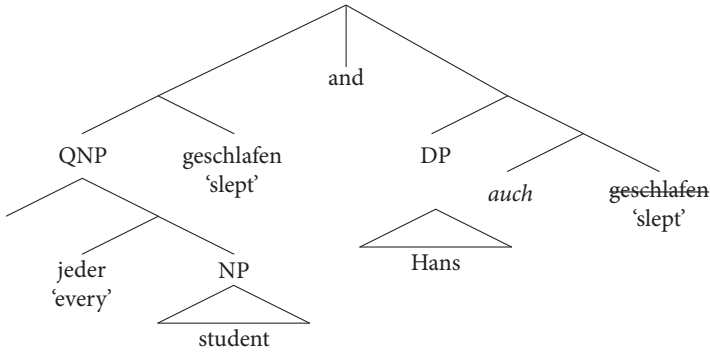 and
QNP geschlafen DP
‘slept’ auch geschlafen
‘slept’
jeder NP Hans
‘every’
student